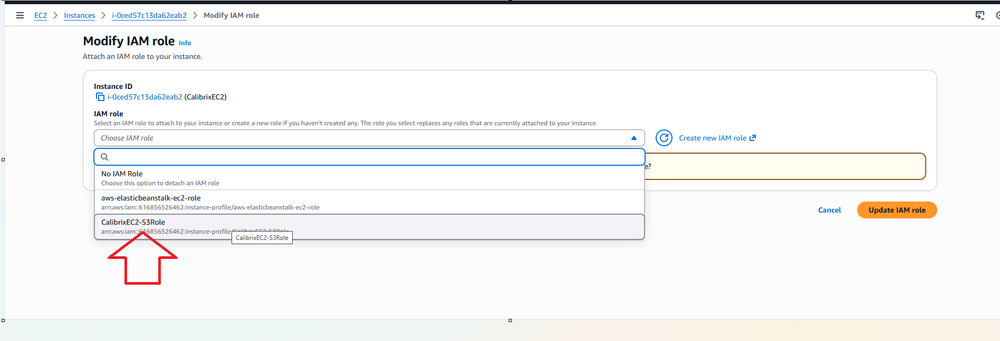 EC2 > Instances > i-0ced57c13da62eab2 > Modify IAM role
Modify IAM role Info
Attach an IAM role to your instance.
Instance ID
i-0ced57c13da62eab2 (CalibrixEC2)
IAM role
Select an IAM role to attach to your instance or create a new role if you haven't created any. The role you select replaces any roles that are currently attached to your instance.
Choose IAM role
Create new IAM role
e?
No IAM Role
Choose this option to detach an IAM role
aws-elasticbeanstalk-ec2-role
arn:aws:iam::616856526462:instance-profile/aws-elasticbeanstalk-ec2-role
Cancel
Update IAM role
CalibrixEC2-S3Role
arn:aws:iam::616856526462:instance-profile/CalibrixEC2-S3Role
CalibrixEC2-S3Role